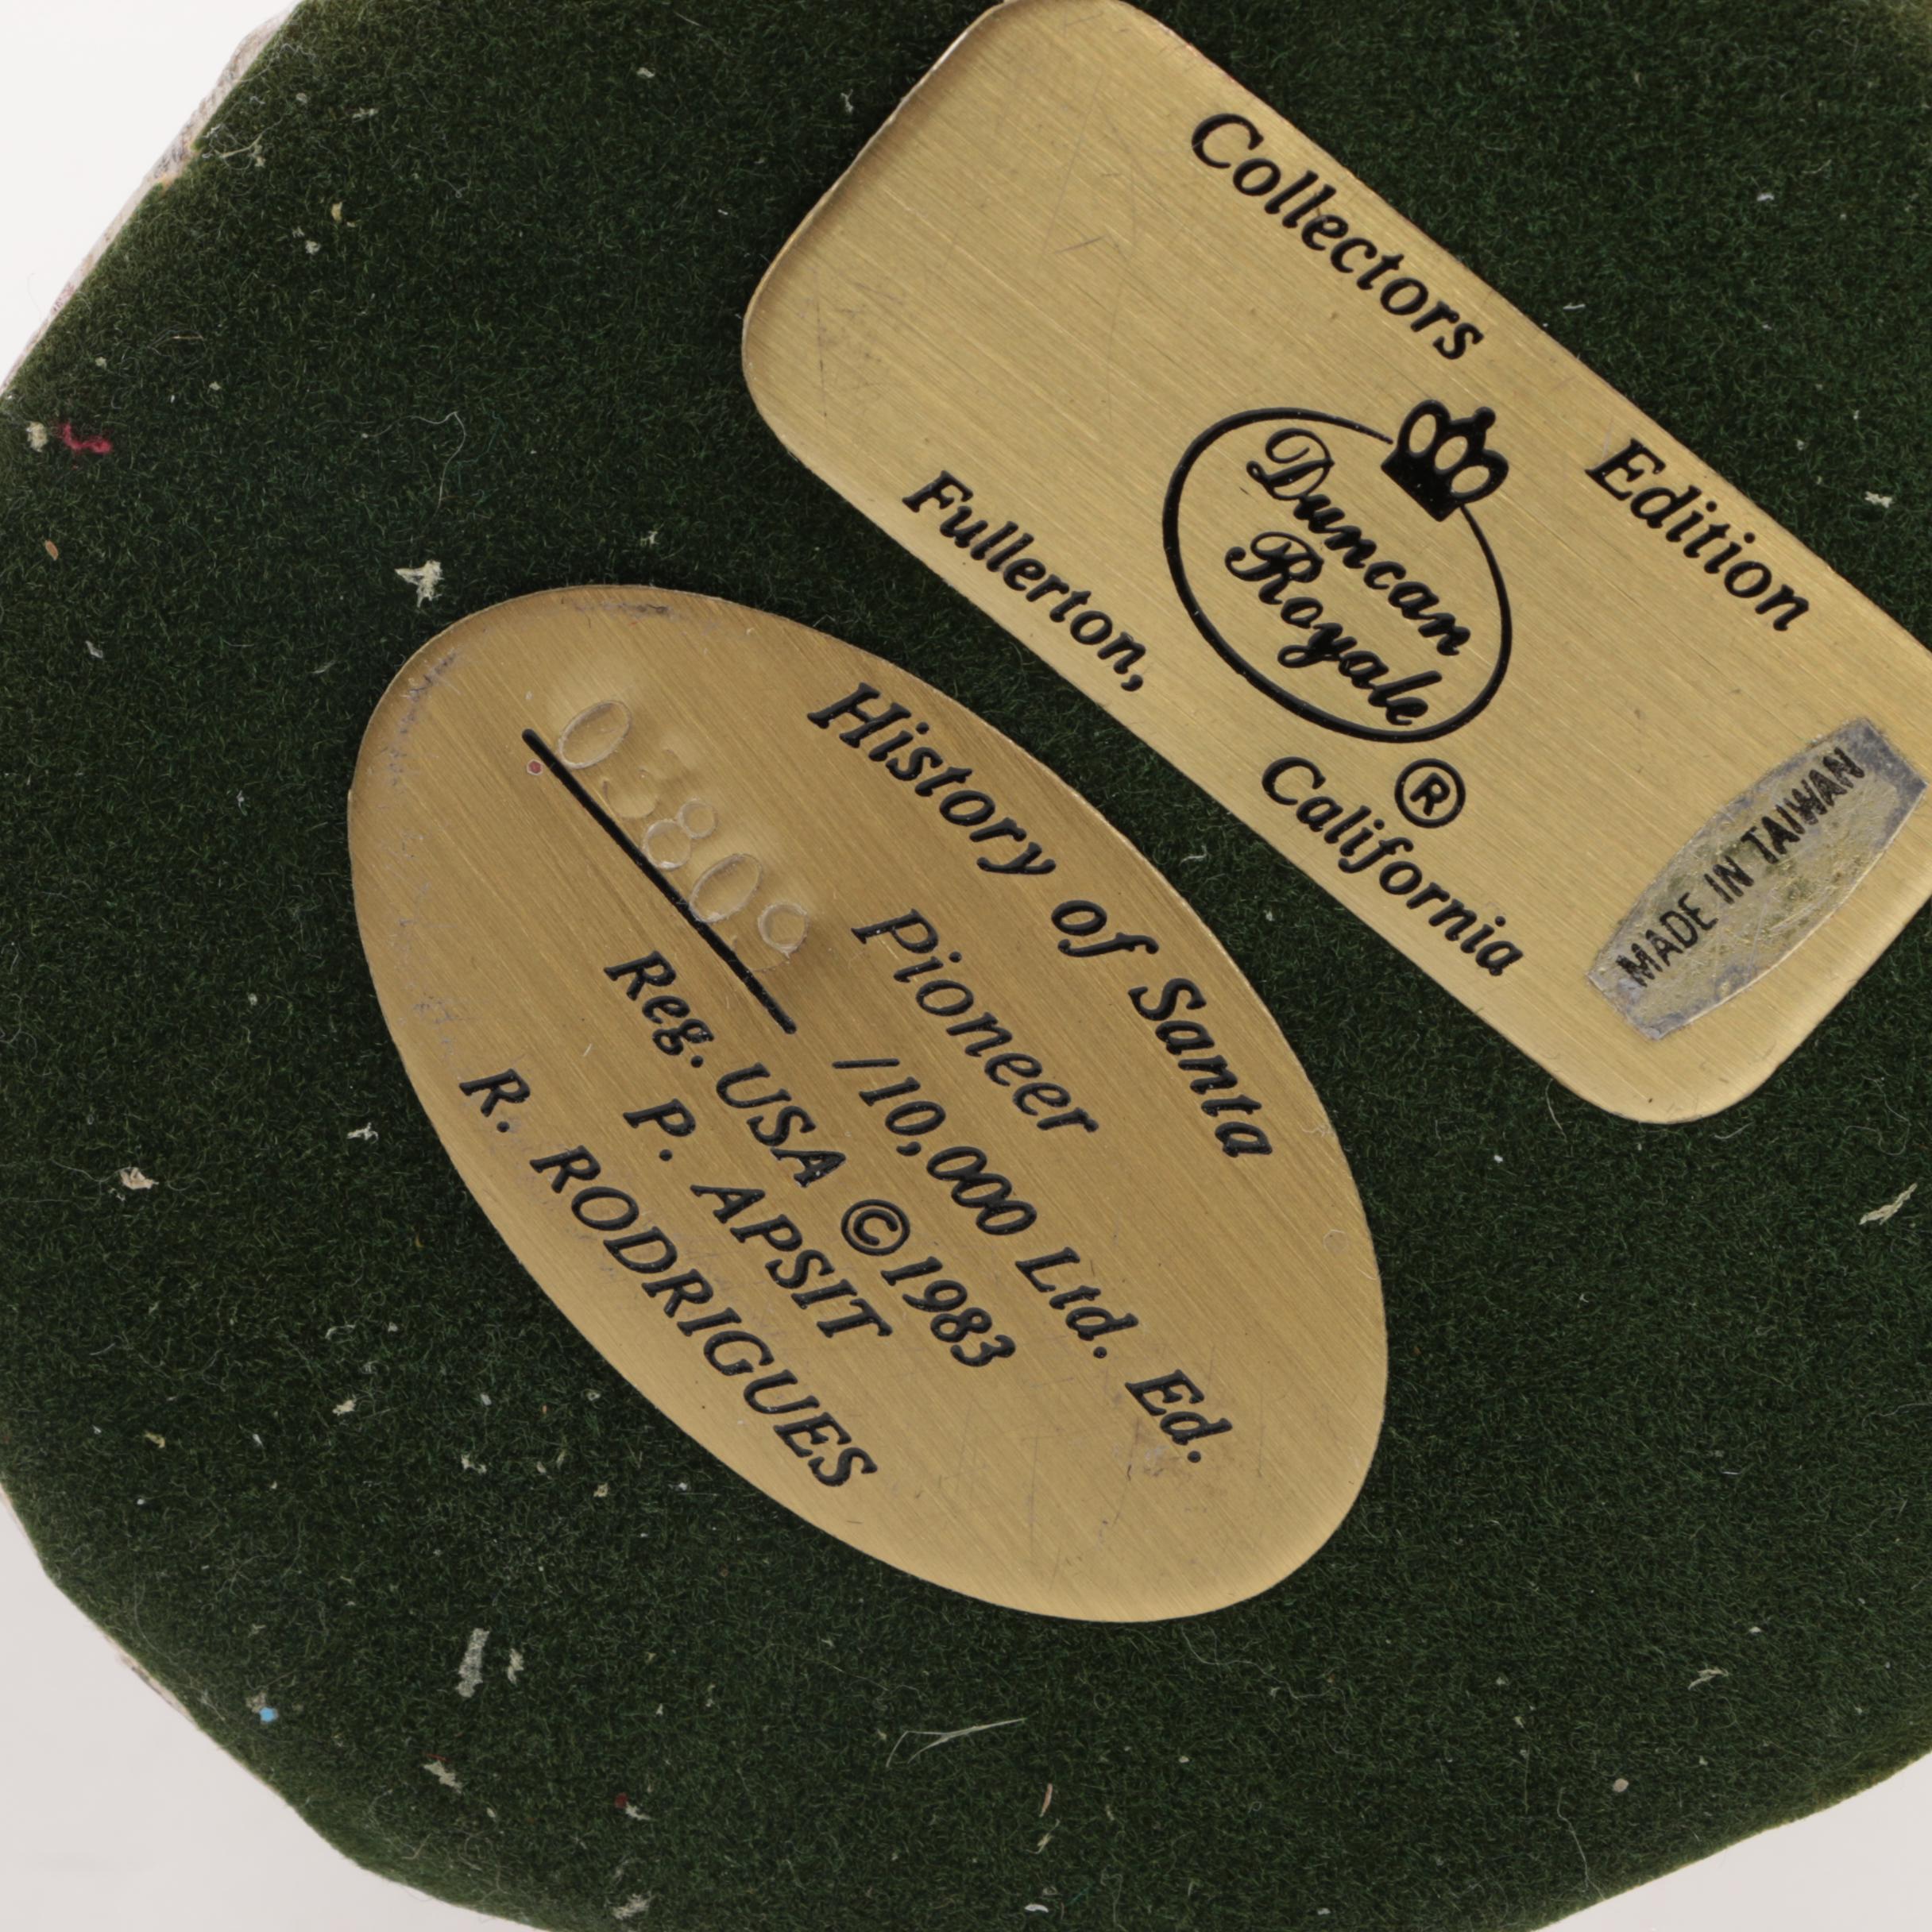 Collectors Edition
Duncan
Royale
®
Fullerton, California
MADE IN TAIWAN
History of Santa
Pioneer
03809 /10,000 Ltd. Ed.
Reg. USA ©1983
P. APSIT
R. RODRIGUES